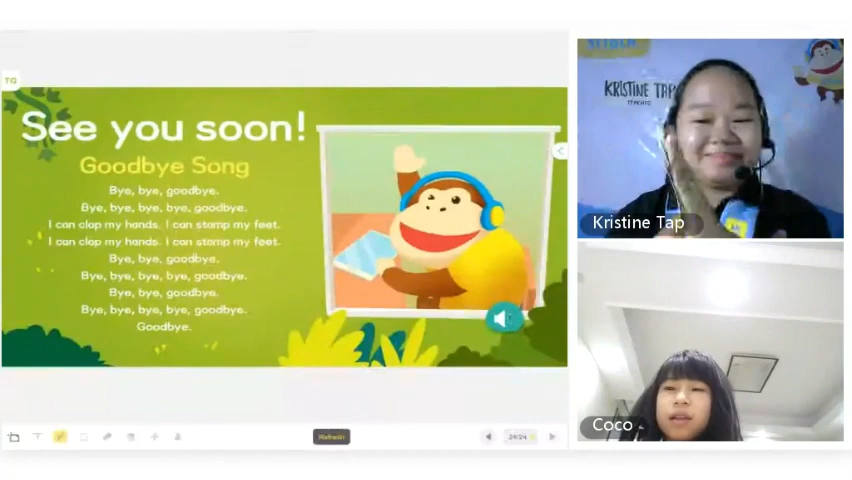 TG
See you soon!
Goodbye Song
Bye, bye, goodbye.
Bye, bye, bye, bye, goodbye.
I can clap my hands. I can stomp my feet.
I can clap my hands. I can stomp my feet.
Bye, bye, goodbye.
Bye, bye, bye, bye, goodbye.
Bye, bye, goodbye.
Bye, bye, bye, bye, goodbye.
Goodbye.
Refresh
24/24
KRISTINE TAP
Kristine Tap
Coco